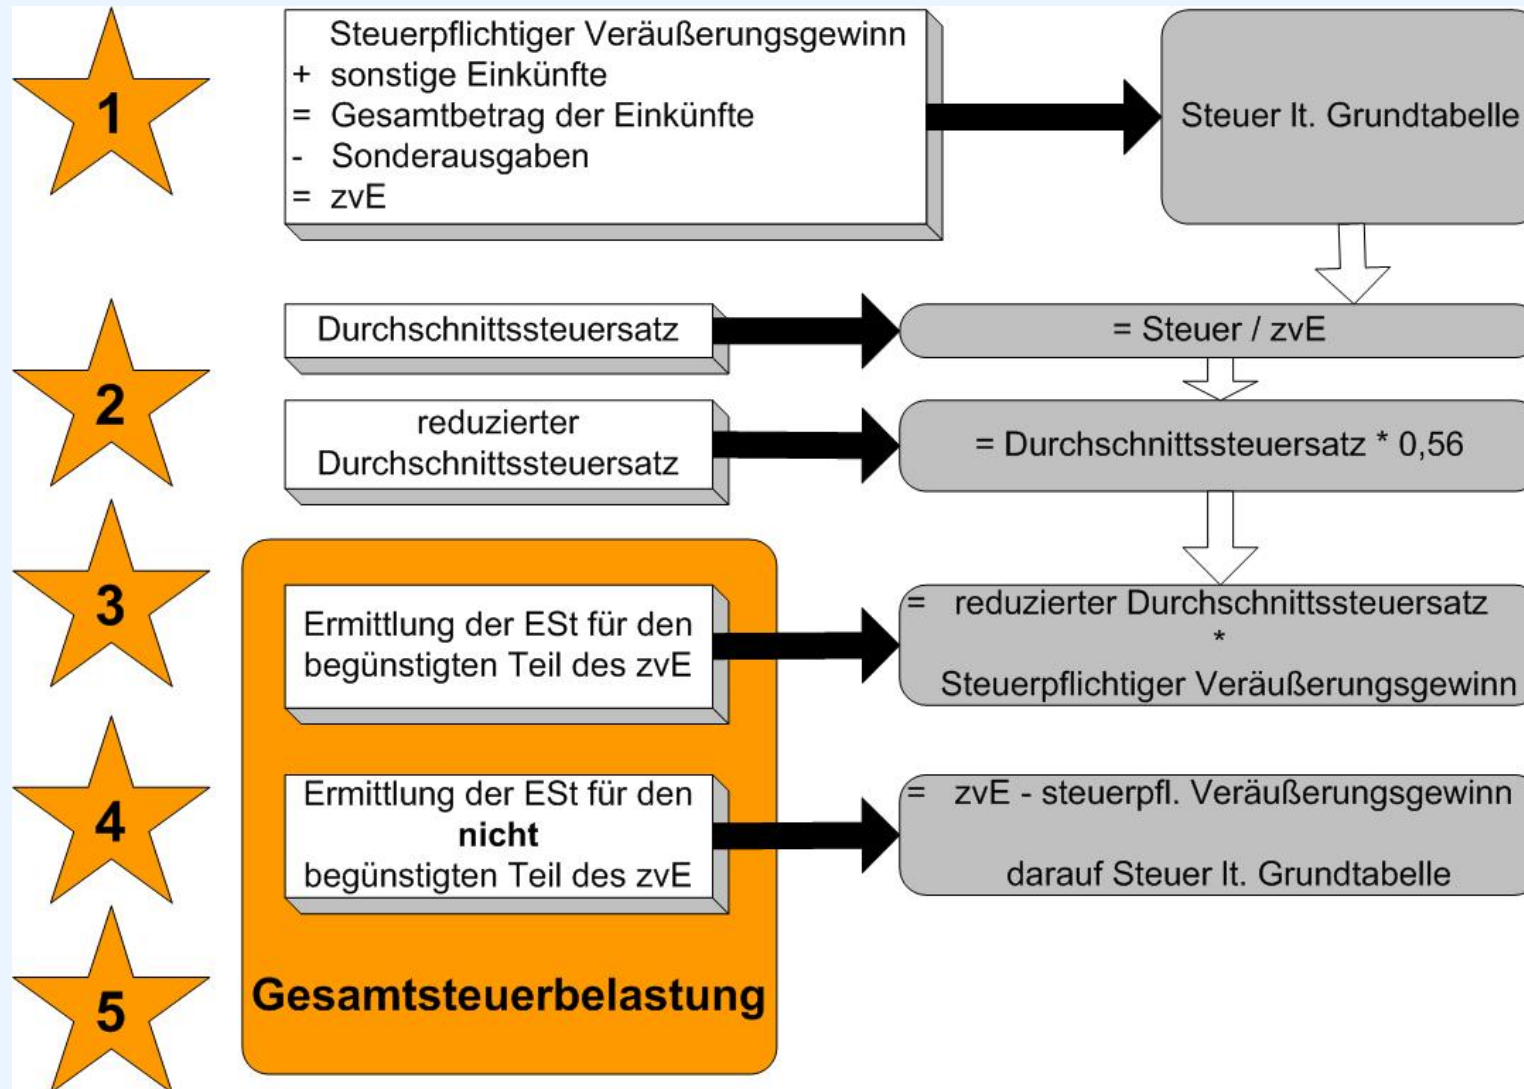 1
Steuerpflichtiger Veräußerungsgewinn
+ sonstige Einkünfte
= Gesamtbetrag der Einkünfte
- Sonderausgaben
= zvE
Steuer lt. Grundtabelle
2
Durchschnittssteuersatz
= Steuer / zvE
reduzierter
Durchschnittssteuersatz
= Durchschnittssteuersatz * 0,56
3
Ermittlung der ESt für den
begünstigten Teil des zvE
= reduzierter Durchschnittssteuersatz
*
Steuerpflichtiger Veräußerungsgewinn
4
Ermittlung der ESt für den
nicht
begünstigten Teil des zvE
= zvE - steuerpfl. Veräußerungsgewinn
darauf Steuer lt. Grundtabelle
5
Gesamtsteuerbelastung